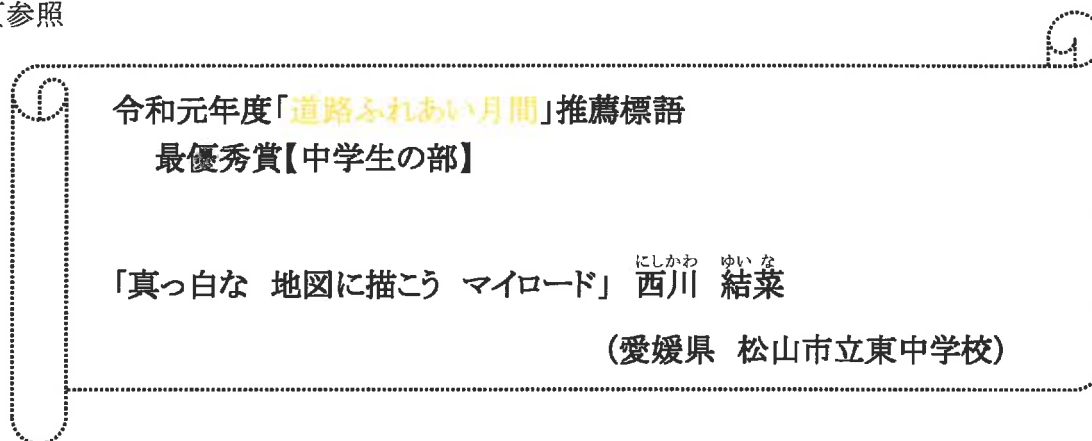 参照
令和元年度「道路ふれあい月間」推薦標語
最優秀賞【中学生の部】
「真っ白な 地図に描こう マイロード」 西川 結菜
にしかわ ゆい な
(愛媛県 松山市立東中学校)